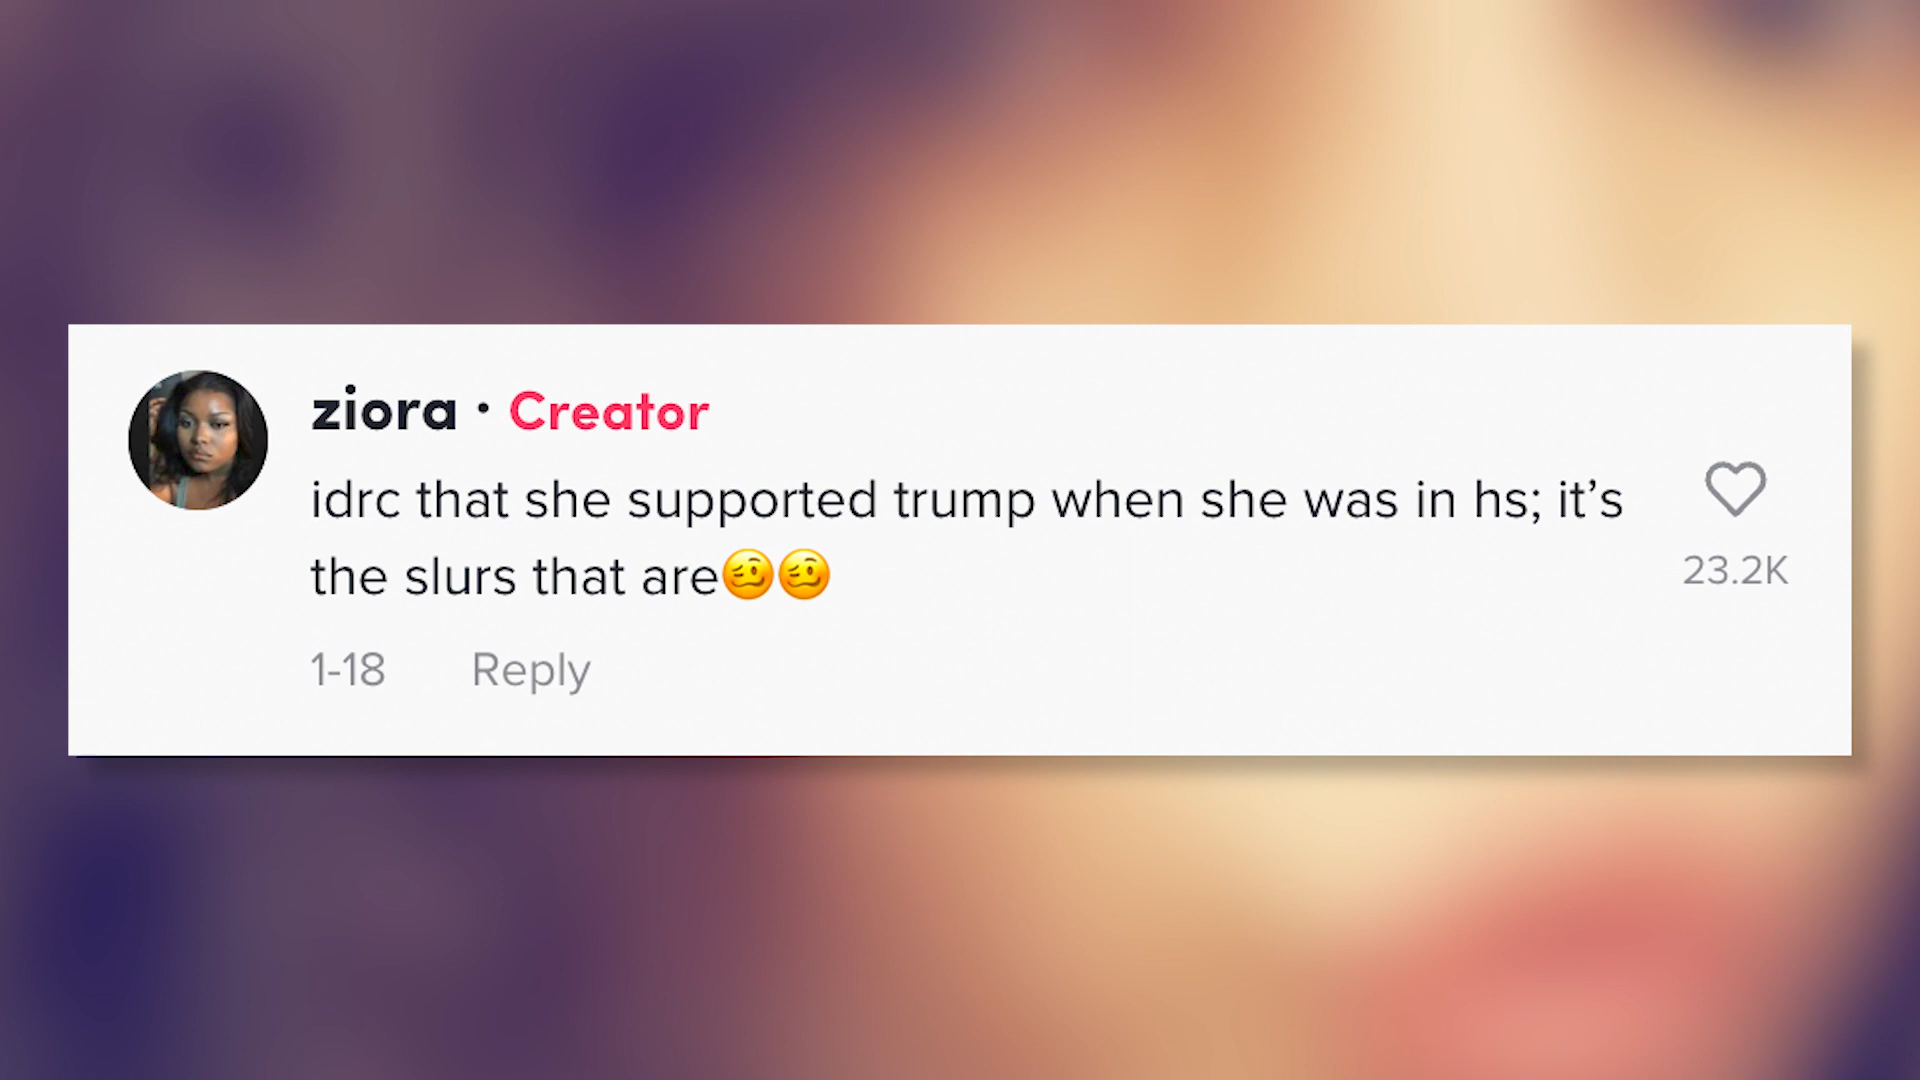 ziora · Creator
idrc that she supported trump when she was in hs; it’s
the slurs that are🥴🥴
23.2K
1-18 Reply